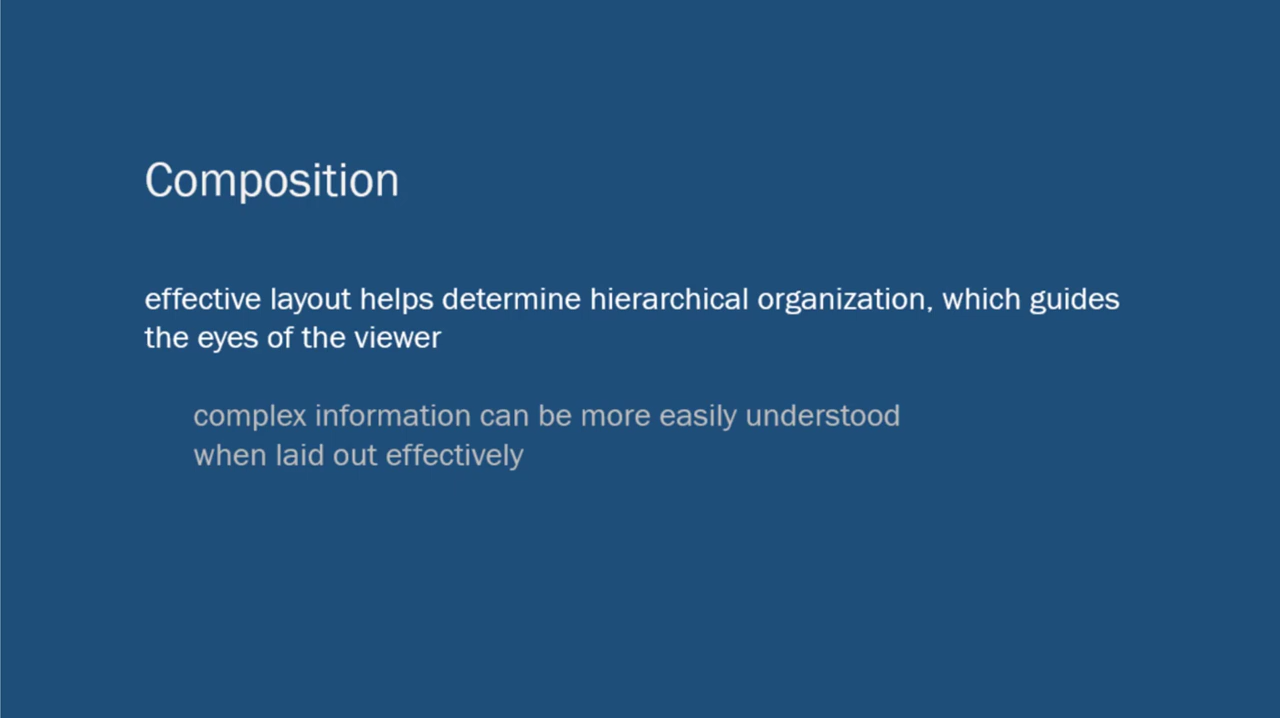 Composition
effective layout helps determine hierarchical organization, which guides
the eyes of the viewer
complex information can be more easily understood
when laid out effectively